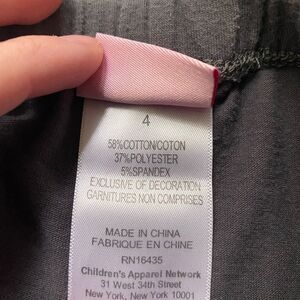 4
58%COTTON/COTON
37%POLYESTER
5%SPANDEX
EXCLUSIVE OF DECORATION
GARNITURES NON COMPRISES
MADE IN CHINA
FABRIQUE EN CHINE
RN16435
Children's Apparel Network
31 West 34th Street
New York, New York 10001